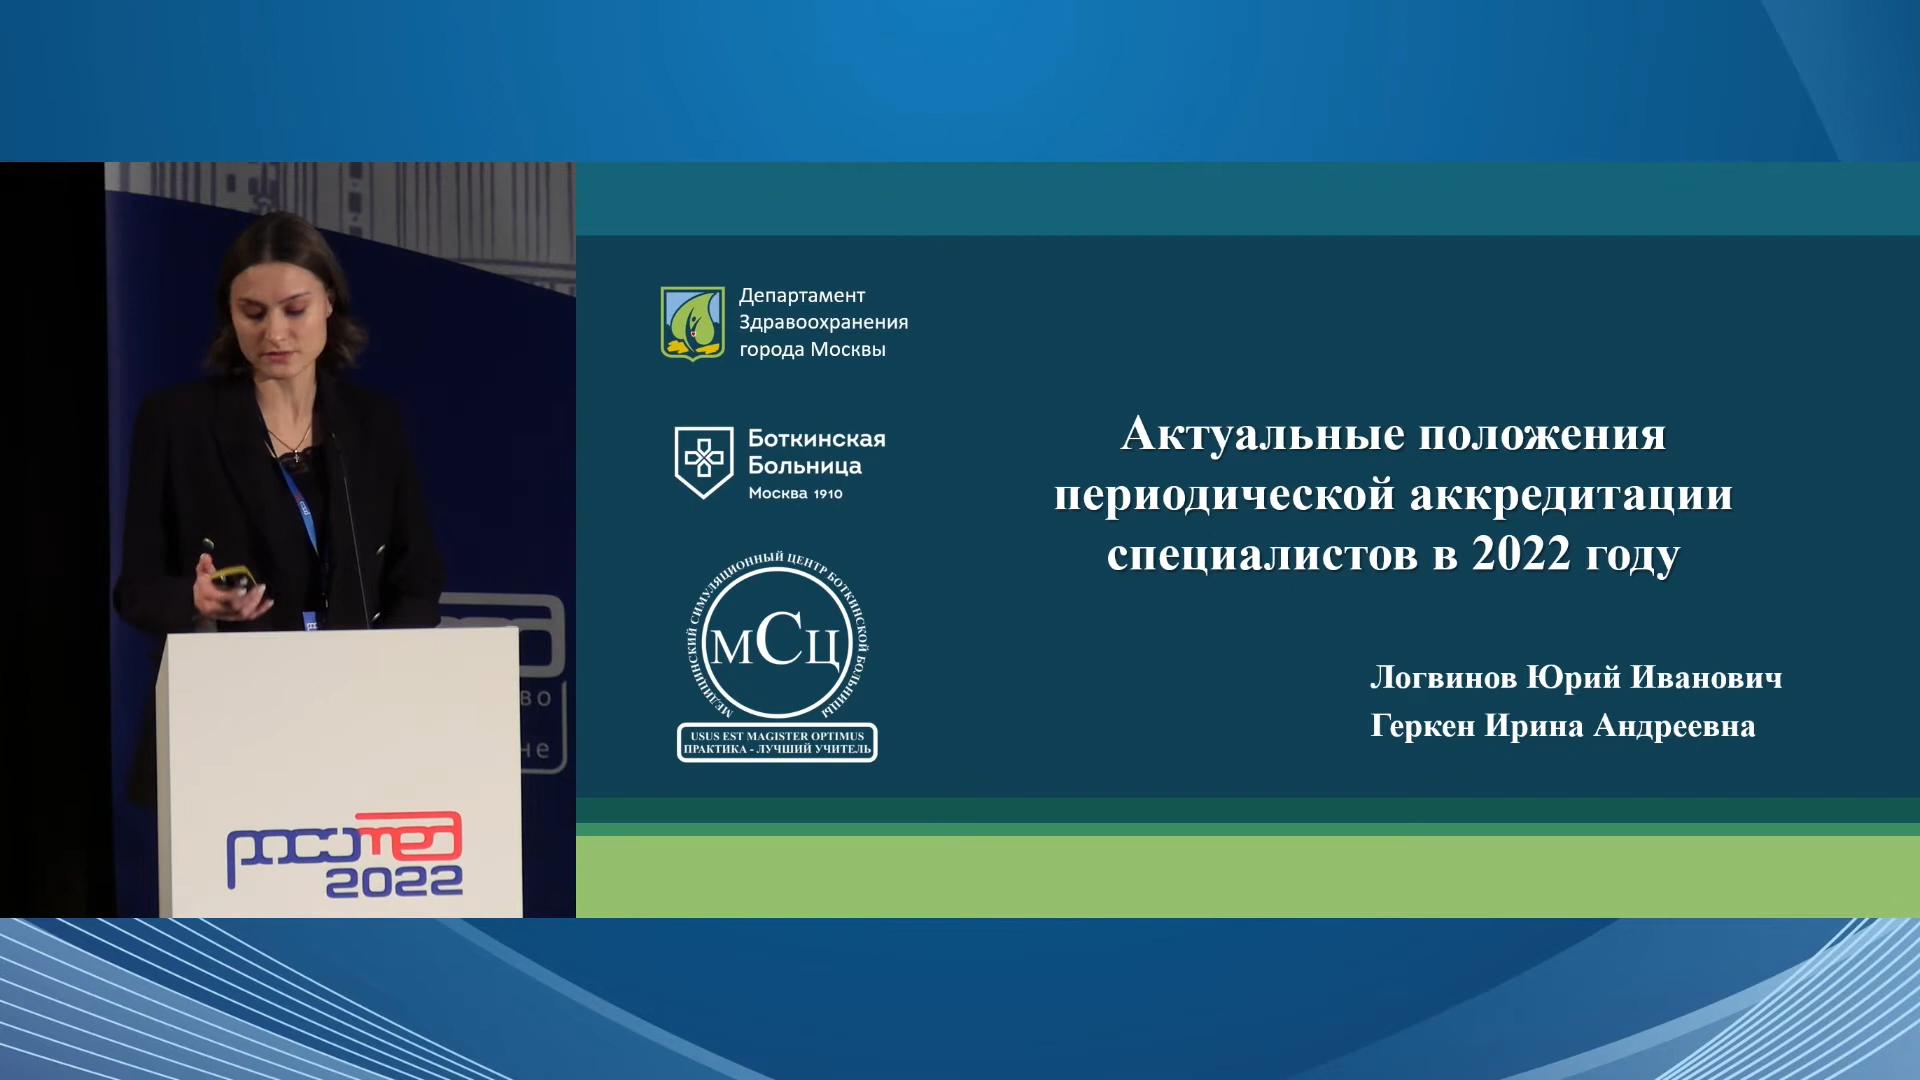 Департамент
Здравоохранения
города Москвы
Боткинская
Больница
Москва 1910
МЕДИЦИНСКИЙ СИМУЛЯЦИОННЫЙ ЦЕНТР БОТКИНСКОЙ БОЛЬНИЦЫ
МСЦ
USUS EST MAGISTER OPTIMUS
ПРАКТИКА - ЛУЧШИЙ УЧИТЕЛЬ
Актуальные положения
периодической аккредитации
специалистов в 2022 году
Логвинов Юрий Иванович
Геркен Ирина Андреевна
росомед
2022